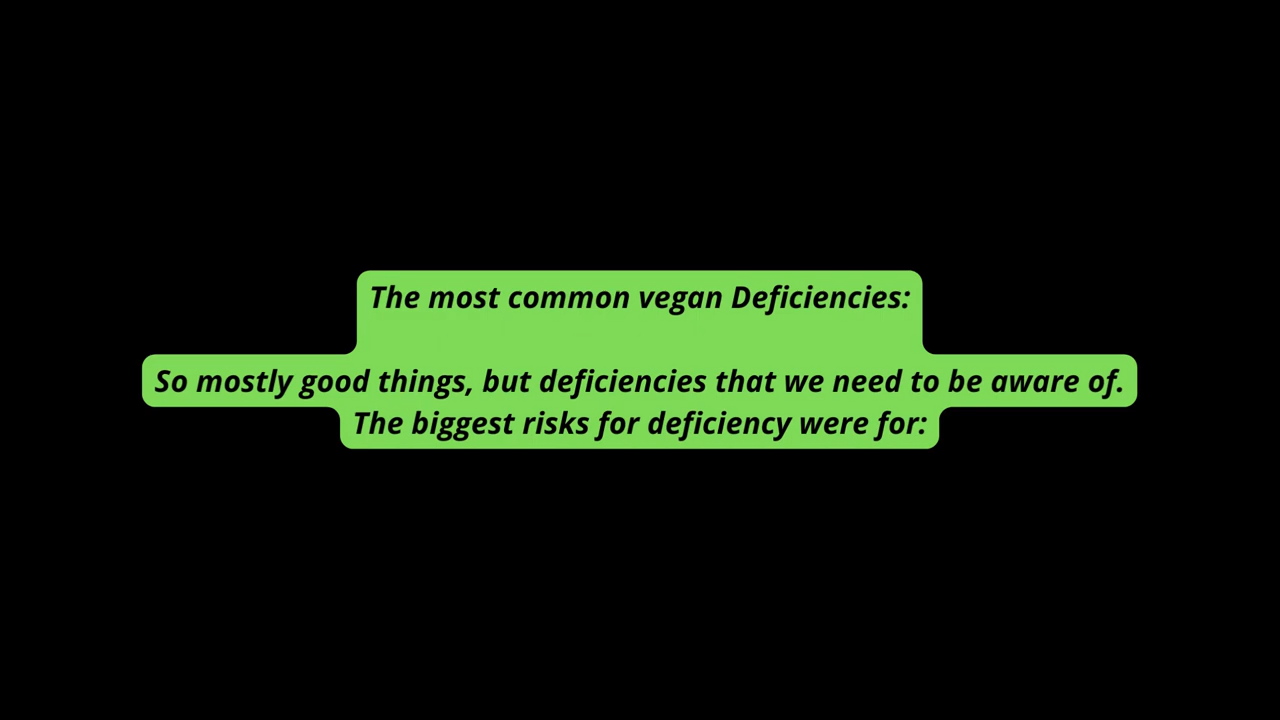 The most common vegan Deficiencies:
So mostly good things, but deficiencies that we need to be aware of.
The biggest risks for deficiency were for: